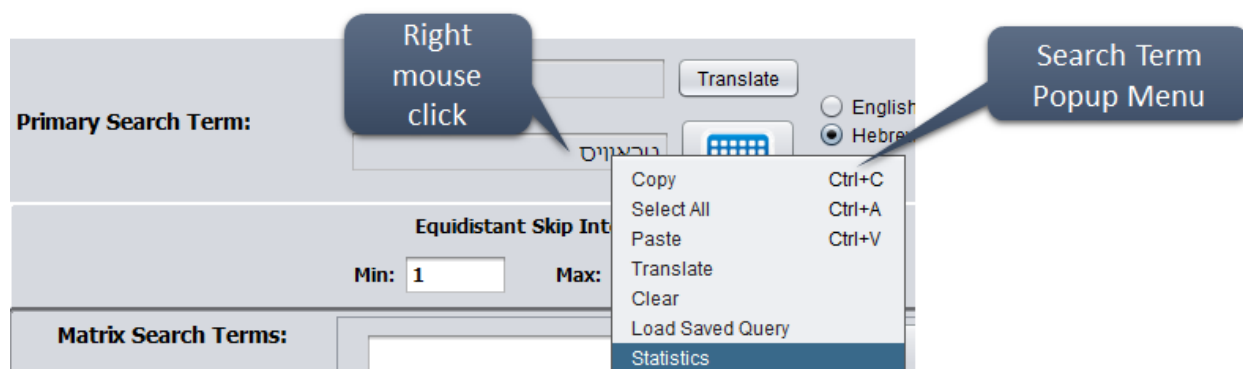 Right
mouse
click
Search Term
Popup Menu
Translate
Primary Search Term:
English
Copy Ctrl+C
Select All Ctrl+A
Equidistant Skip
Paste Ctrl+V
Min: 1 Max:
Translate
Clear
Matrix Search Terms:
Load Saved Query
Statistics